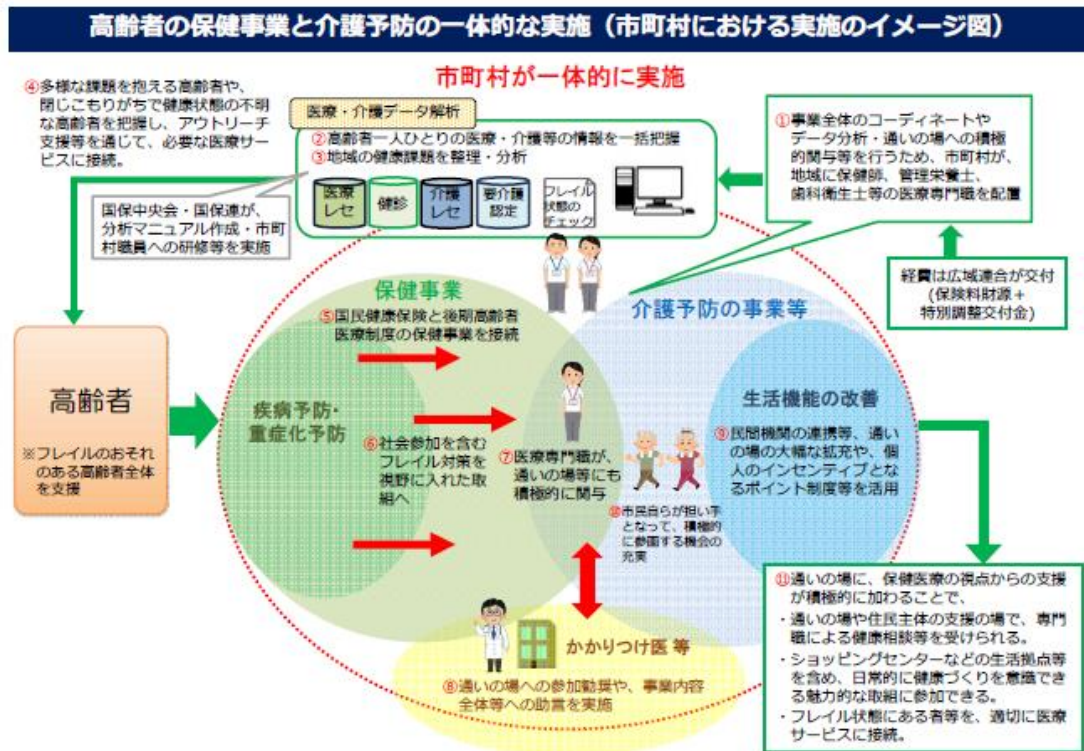 高齢者の保健事業と介護予防の一体的な実施（市町村における実施のイメージ図）
市町村が一体的に実施
④多様な課題を抱える高齢者や、
閉じこもりがちで健康状態の不明
な高齢者を把握し、アウトリーチ
支援等を通じて、必要な医療サー
ビスに接続。
医療・介護データ解析
②高齢者一人ひとりの医療・介護等の情報を一括把握
③地域の健康課題を整理・分析
医療
レセ
健診
介護
レセ
要介護
認定
フレイル
状態の
チェック
①事業全体のコーディネートや
データ分析・通いの場への積極
的関与等を行うため、市町村が、
地域に保健師、管理栄養士、
歯科衛生士等の医療専門職を配置
国保中央会・国保連が、
分析マニュアル作成・市町
村職員への研修等を実施
経費は広域連合が交付
(保険料財源＋
特別調整交付金)
高齢者
※フレイルのおそれ
のある高齢者全体
を支援
保健事業
⑤国民健康保険と後期高齢者
医療制度の保健事業を接続
疾病予防・
重症化予防
⑥社会参加を含む
フレイル対策を
視野に入れた取
組へ
⑦医療専門職が、
通いの場等にも
積極的に関与
介護予防の事業等
生活機能の改善
⑨民間機関の連携等、通い
の場の大幅な拡充や、個
人のインセンティブとな
るポイント制度等を活用
⑩市民自らが担い手
となって、積極的
に参画する機会の
充実
かかりつけ医 等
⑧通いの場への参加勧奨や、事業内容
全体等への助言を実施
⑪通いの場に、保健医療の視点からの支援
が積極的に加わることで、
・通いの場や住民主体の支援の場で、専門
職による健康相談等を受けられる。
・ショッピングセンターなどの生活拠点等
を含め、日常的に健康づくりを意識でき
る魅力的な取組に参加できる。
・フレイル状態にある者等を、適切に医療
サービスに接続。